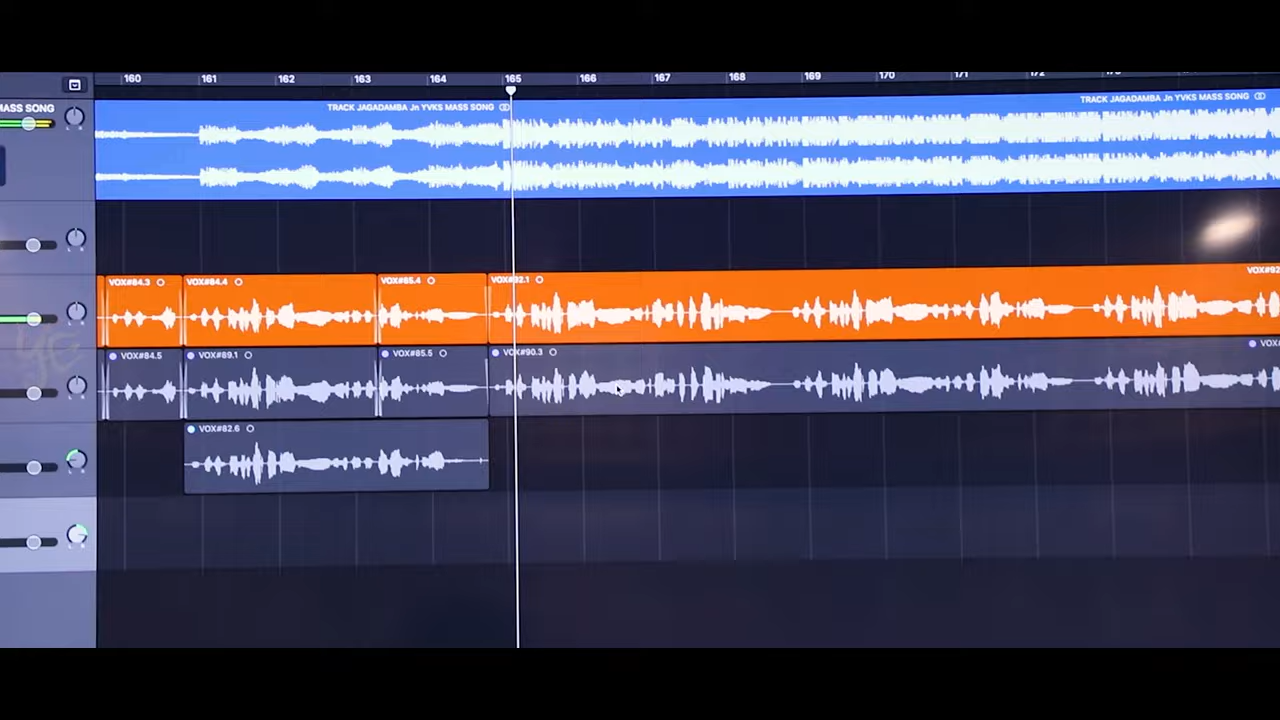 160 161 162 163 164 165 166 167 168 169 170 171 172
MASS SONG
TRACK JAGADAMBA Jn YVKS MASS SONG TRACK JAGADAMBA Jn YVKS MASS SONG
VOX#84.3 VOX#84.4 VOX#85.4 VOX#92.1 VOX#92
VOX#84.5 VOX#89.1 VOX#85.5 VOX#90.3 VOX#
VOX#82.6